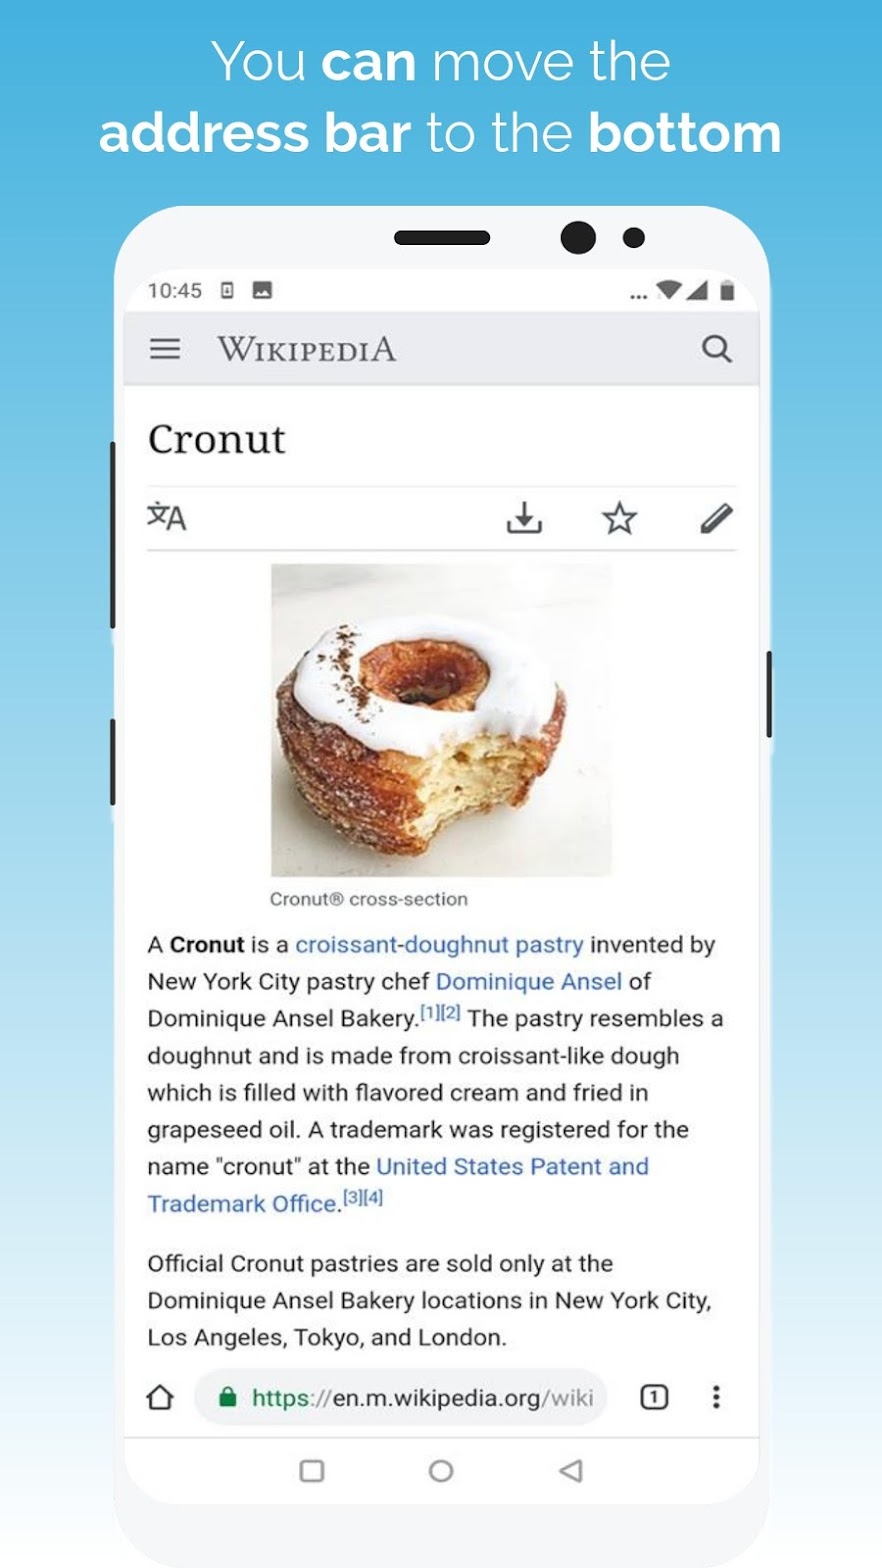 You can move the
address bar to the bottom
10:45
...
WIKIPEDIA
Cronut
文A
Cronut® cross-section
A Cronut is a croissant-doughnut pastry invented by
New York City pastry chef Dominique Ansel of
Dominique Ansel Bakery.[1][2] The pastry resembles a
doughnut and is made from croissant-like dough
which is filled with flavored cream and fried in
grapeseed oil. A trademark was registered for the
name "cronut" at the United States Patent and
Trademark Office.[3][4]
Official Cronut pastries are sold only at the
Dominique Ansel Bakery locations in New York City,
Los Angeles, Tokyo, and London.
https://en.m.wikipedia.org/wiki
1